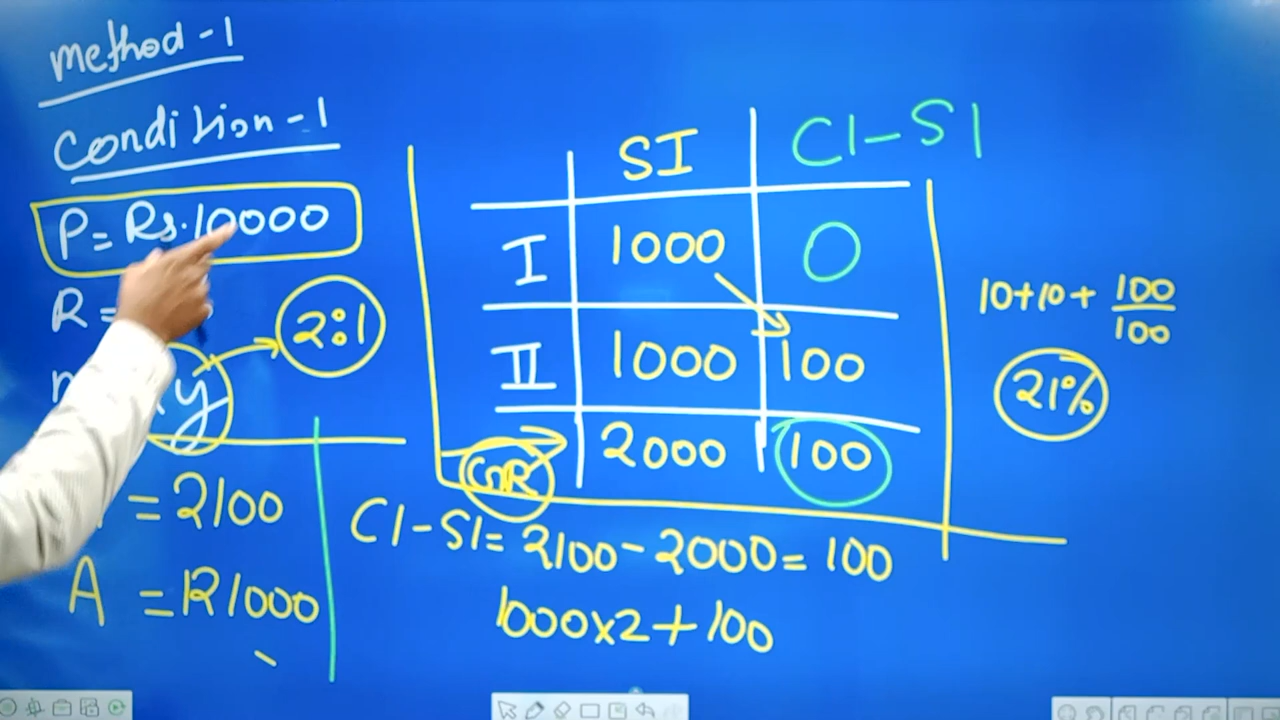 Method - 1
Condition - 1
P = Rs. 10000
R =
2:1
= 2100
A = 121000
SI CI - SI
I 1000 0
II 1000 100
2000 100
CI - SI = 2100 - 2000 = 100
1000x2 + 100
10 + 10 + 100/100
21%